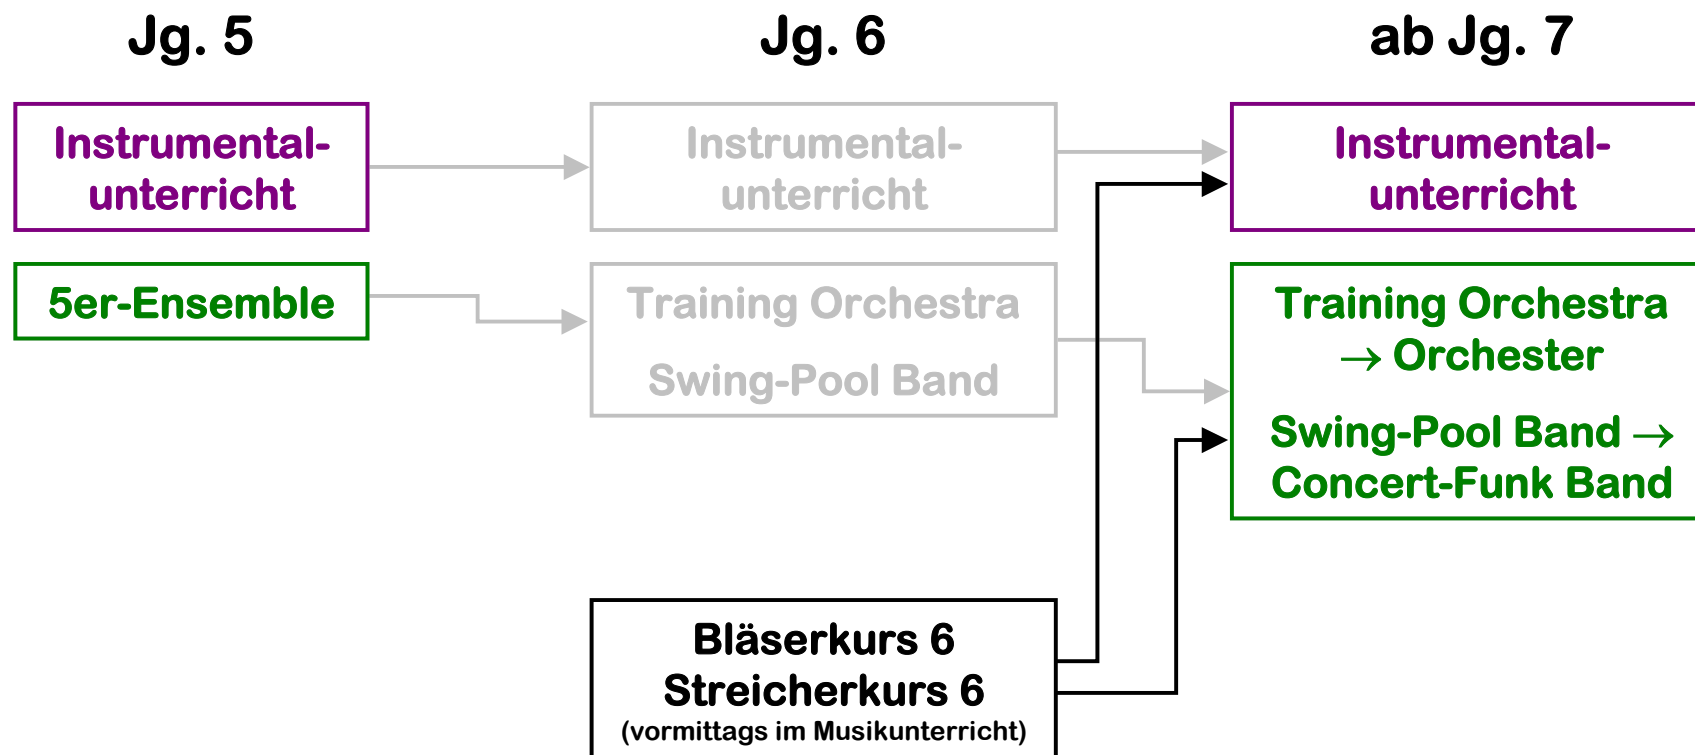 Jg. 5
Jg. 6
ab Jg. 7
Instrumental-
unterricht
Instrumental-
unterricht
Instrumental-
unterricht
5er-Ensemble
Training Orchestra
Swing-Pool Band
Training Orchestra
→ Orchester
Swing-Pool Band →
Concert-Funk Band
Bläserkurs 6
Streicherkurs 6
(vormittags im Musikunterricht)